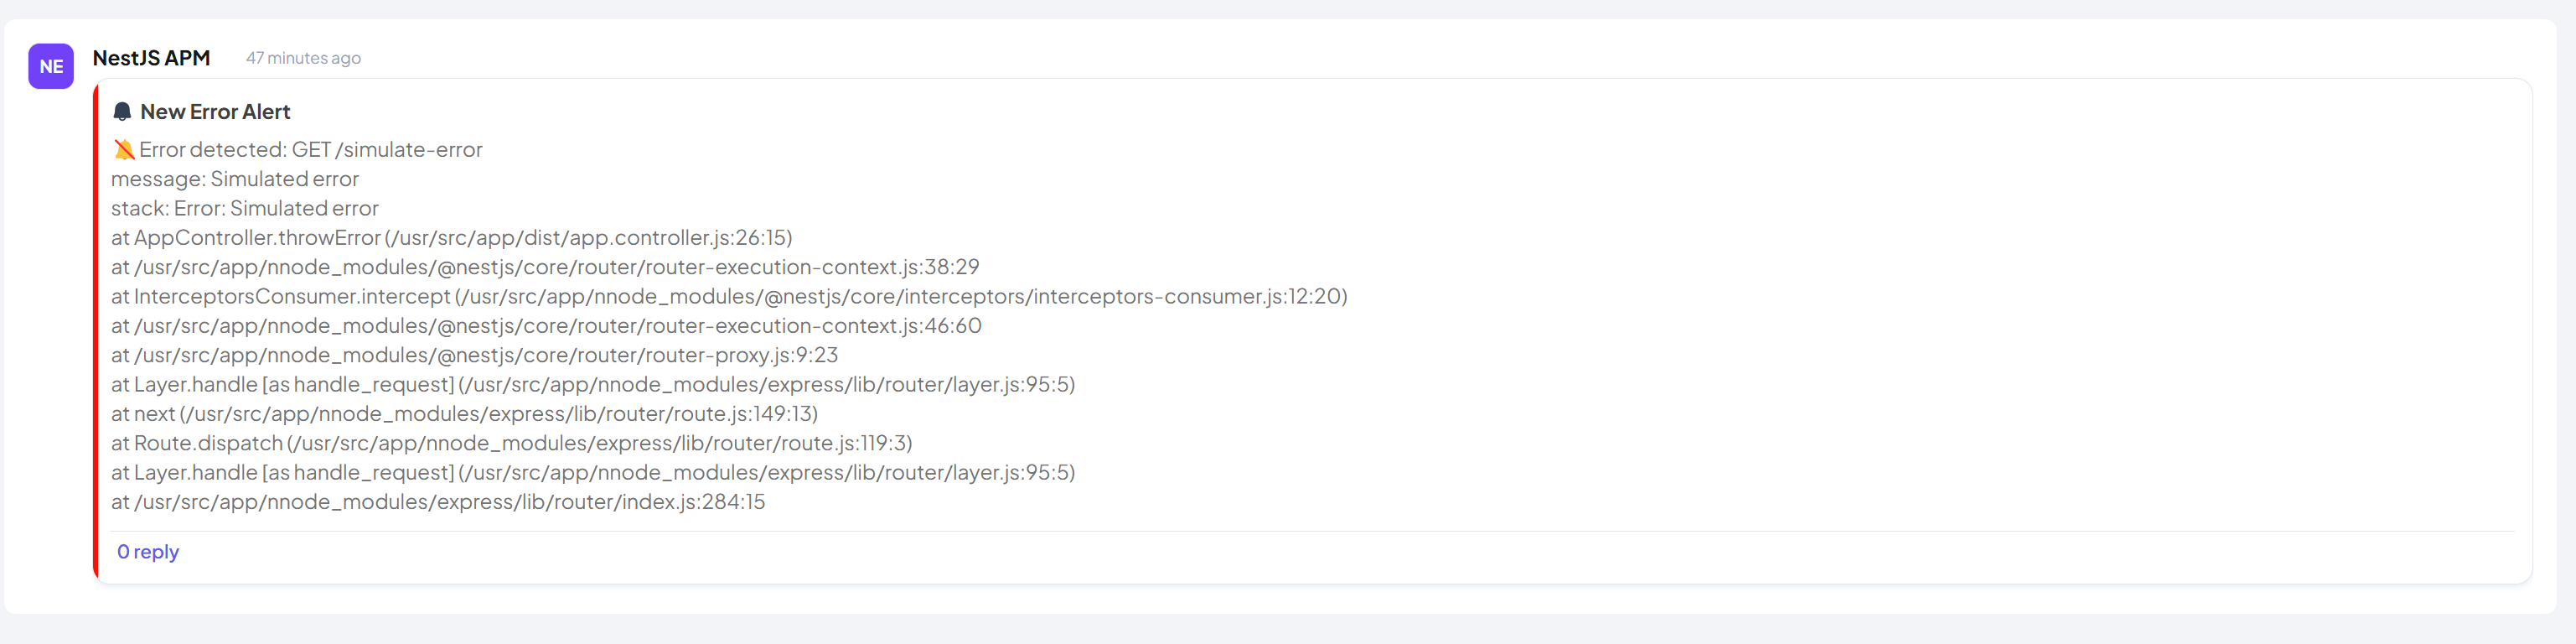 NE
NestJS APM 47 minutes ago
New Error Alert
Error detected: GET /simulate-error
message: Simulated error
stack: Error: Simulated error
at AppController.throwError (/usr/src/app/dist/app.controller.js:26:15)
at /usr/src/app/nnode_modules/@nestjs/core/router/router-execution-context.js:38:29
at InterceptorsConsumer.intercept (/usr/src/app/nnode_modules/@nestjs/core/interceptors/interceptors-consumer.js:12:20)
at /usr/src/app/nnode_modules/@nestjs/core/router/router-execution-context.js:46:60
at /usr/src/app/nnode_modules/@nestjs/core/router/router-proxy.js:9:23
at Layer.handle [as handle_request] (/usr/src/app/nnode_modules/express/lib/router/layer.js:95:5)
at next (/usr/src/app/nnode_modules/express/lib/router/route.js:149:13)
at Route.dispatch (/usr/src/app/nnode_modules/express/lib/router/route.js:119:3)
at Layer.handle [as handle_request] (/usr/src/app/nnode_modules/express/lib/router/layer.js:95:5)
at /usr/src/app/nnode_modules/express/lib/router/index.js:284:15
0 reply